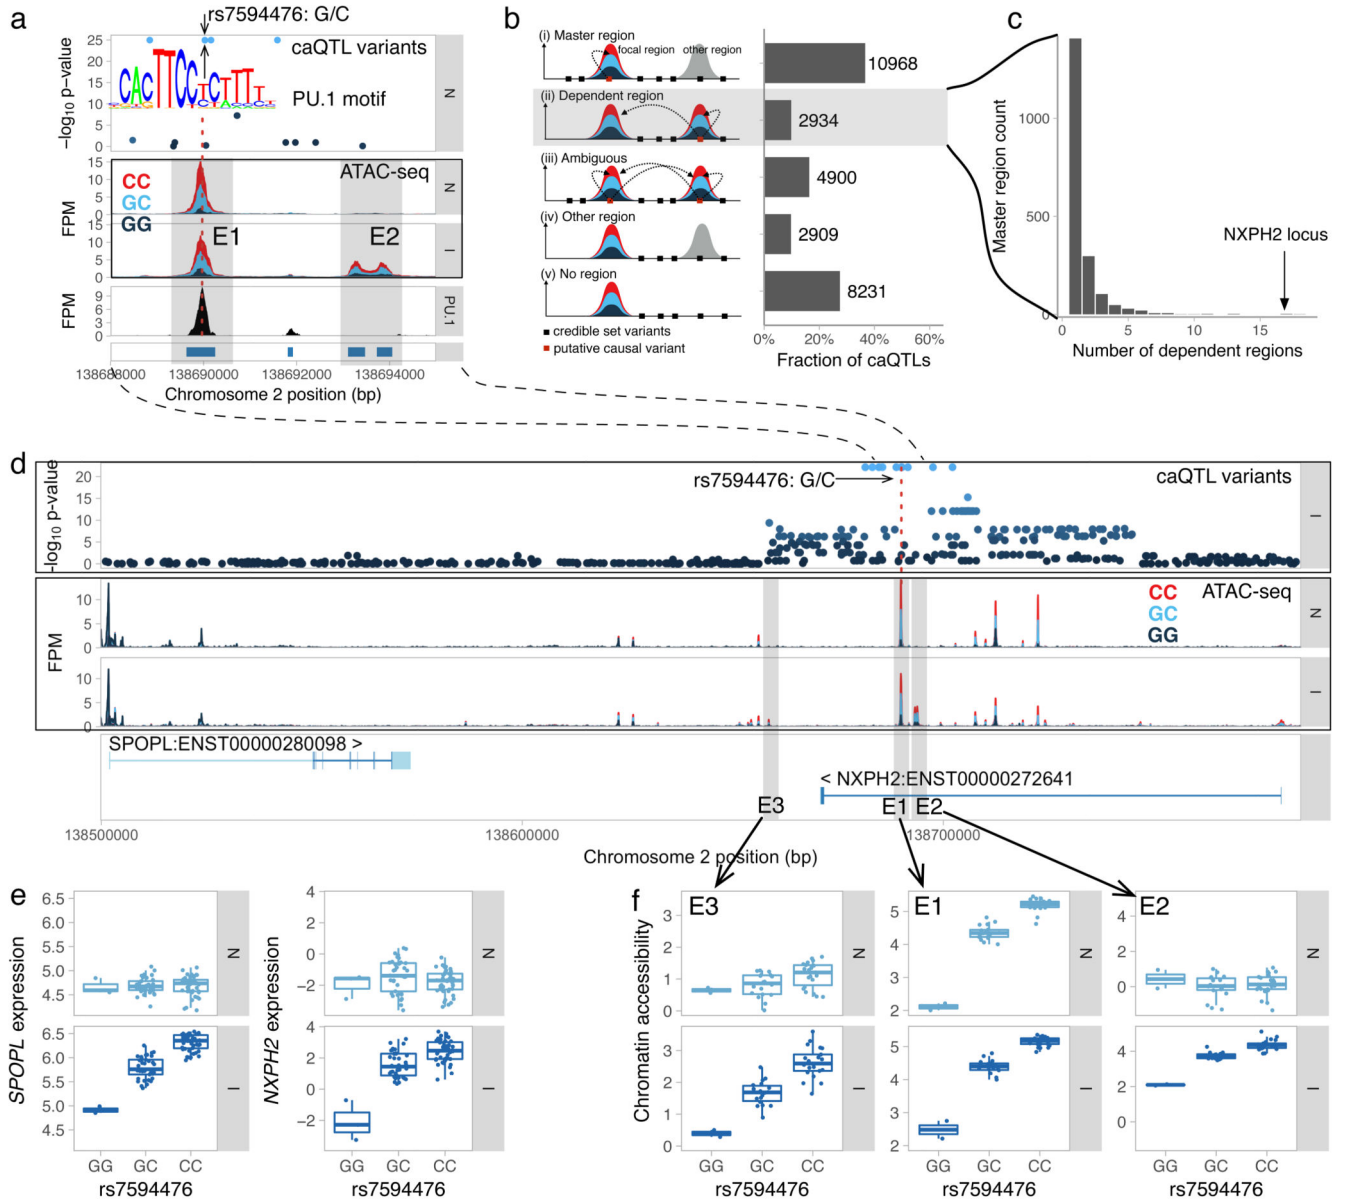 a
rs7594476: G/C
25
20
15
10
5
0
-log10 p-value
caQTL variants
CACTTCCTCTTT
PU.1 motif
N
15
10
5
0
FPM
CC
GC
GG
ATAC-seq
N
15
10
5
0
E1
E2
I
9
6
3
0
FPM
PU.1
138688000
138690000
138692000
138694000
Chromosome 2 position (bp)
b
(i) Master region
focal region
other region
(ii) Dependent region
(iii) Ambiguous
(iv) Other region
(v) No region
credible set variants
putative causal variant
10968
2934
4900
2909
8231
0%
20%
40%
60%
Fraction of caQTLs
c
Master region count
1000
500
0
NXPH2 locus
0
5
10
15
Number of dependent regions
d
-log10 p-value
20
15
10
5
0
rs7594476: G/C
caQTL variants
I
FPM
10
5
0
CC
GC
GG
ATAC-seq
N
10
5
0
I
SPOPL:ENST00000280098 >
< NXPH2:ENST00000272641
E3
E1
E2
138500000
138600000
138700000
Chromosome 2 position (bp)
e
SPOPL expression
6.5
6.0
5.5
5.0
4.5
N
6.5
6.0
5.5
5.0
4.5
I
GG
GC
CC
rs7594476
NXPH2 expression
4
2
0
−2
N
4
2
0
−2
I
GG
GC
CC
rs7594476
f
Chromatin accessibility
E3
3
2
1
0
N
3
2
1
0
I
GG
GC
CC
rs7594476
E1
5
4
3
2
N
5
4
3
2
I
GG
GC
CC
rs7594476
E2
4
2
0
N
4
2
0
I
GG
GC
CC
rs7594476